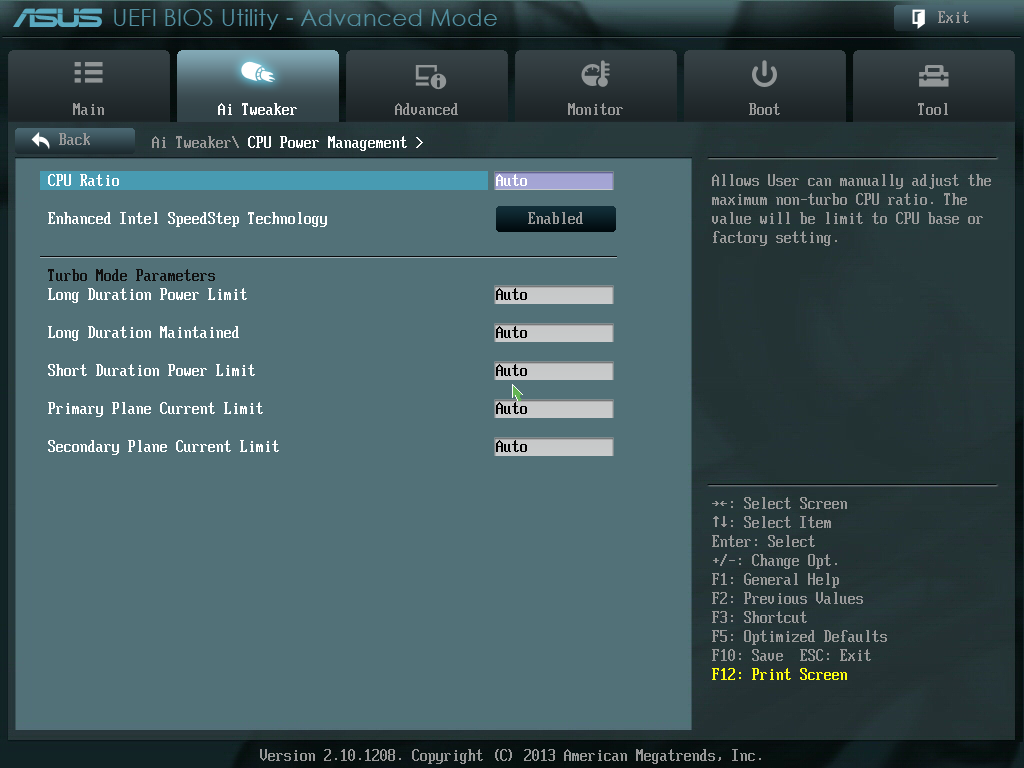 ASUS UEFI BIOS Utility - Advanced Mode
Exit
Main
Ai Tweaker
Advanced
Monitor
Boot
Tool
Back
Ai Tweaker\ CPU Power Management >
CPU Ratio Auto
Enhanced Intel SpeedStep Technology Enabled
Turbo Mode Parameters
Long Duration Power Limit Auto
Long Duration Maintained Auto
Short Duration Power Limit Auto
Primary Plane Current Limit Auto
Secondary Plane Current Limit Auto
Allows User can manually adjust the
maximum non-turbo CPU ratio. The
value will be limit to CPU base or
factory setting.
→←: Select Screen
↑↓: Select Item
Enter: Select
+/-: Change Opt.
F1: General Help
F2: Previous Values
F3: Shortcut
F5: Optimized Defaults
F10: Save ESC: Exit
F12: Print Screen
Version 2.10.1208. Copyright (C) 2013 American Megatrends, Inc.